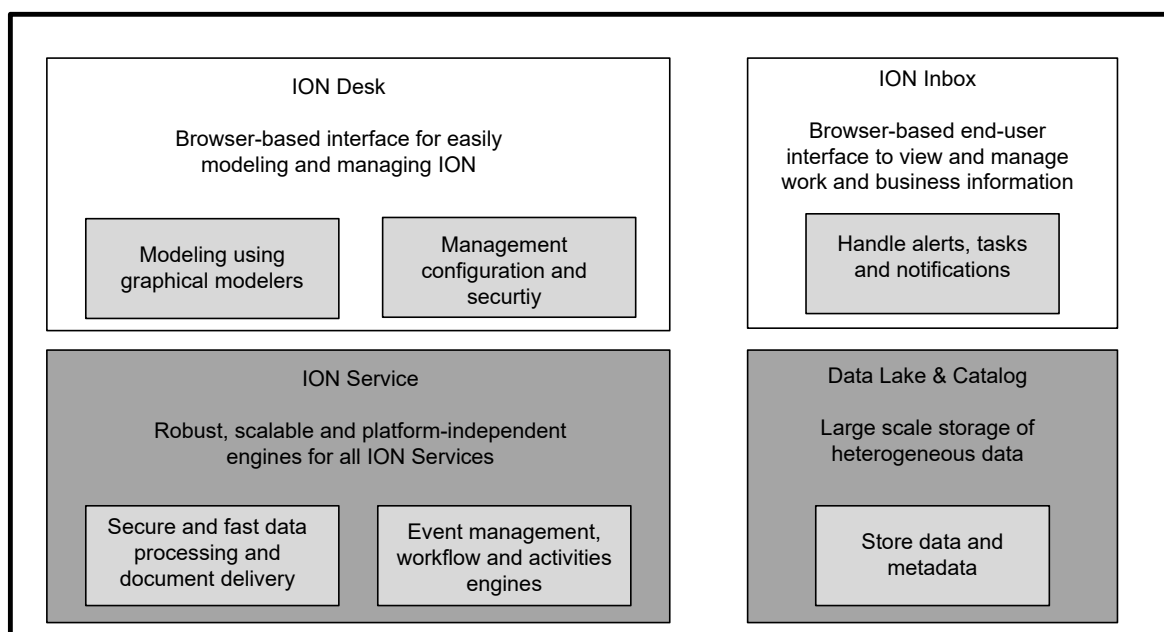 ION Desk
Browser-based interface for easily
modeling and managing ION
Modeling using
graphical modelers
Management
configuration and
securtiy
ION Inbox
Browser-based end-user
interface to view and manage
work and business information
Handle alerts, tasks
and notifications
ION Service
Robust, scalable and platform-independent
engines for all ION Services
Secure and fast data
processing and
document delivery
Event management,
workflow and activities
engines
Data Lake & Catalog
Large scale storage of
heterogeneous data
Store data and
metadata